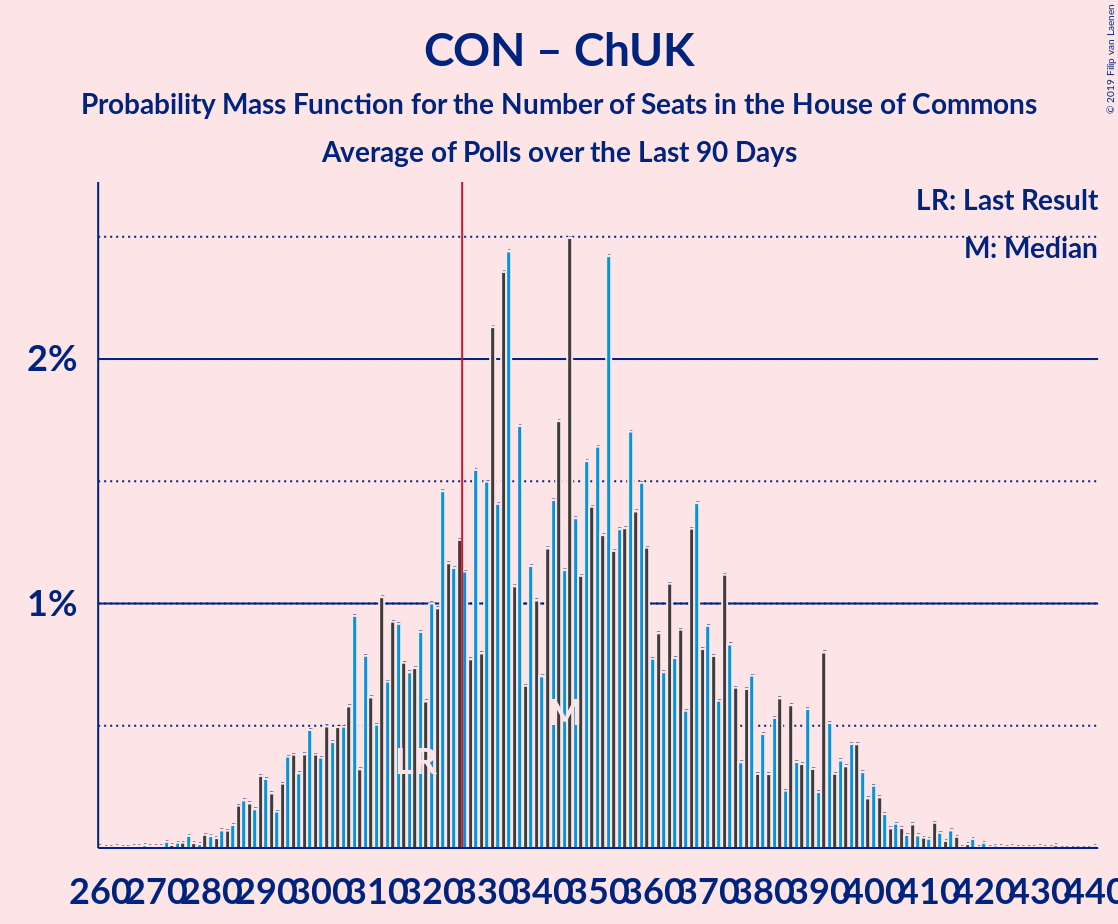 CON – ChUK
Probability Mass Function for the Number of Seats in the House of Commons
Average of Polls over the Last 90 Days
© 2019 Filip van Laenen
LR: Last Result
M: Median
2%
1%
M
LR
260 270 280 290 300 310 320 330 340 350 360 370 380 390 400 410 420 430 440